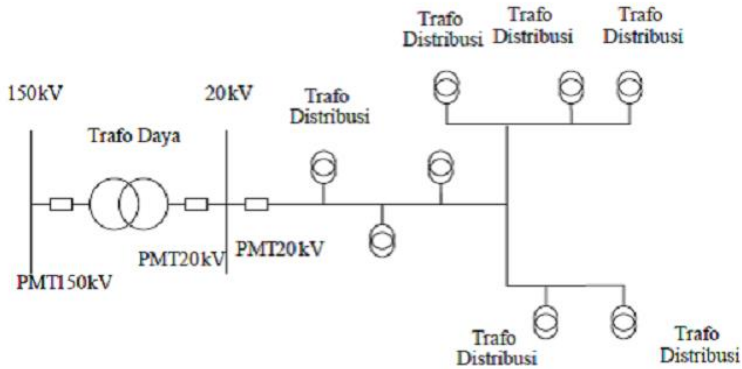 150kV
Trafo Daya
20kV
PMT150kV
PMT20kV
PMT20kV
Trafo
Distribusi
Trafo
Distribusi
Trafo
Distribusi
Trafo
Distribusi
Trafo
Distribusi
Trafo
Distribusi